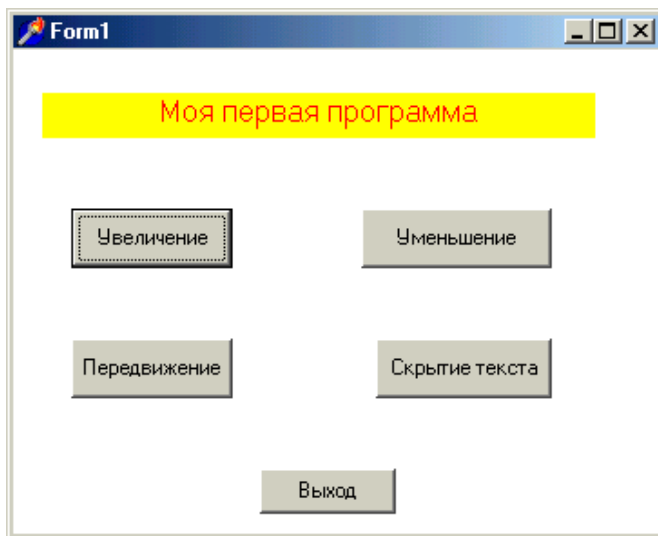 Form1
Моя первая программа
Увеличение
Уменьшение
Передвижение
Скрытие текста
Выход